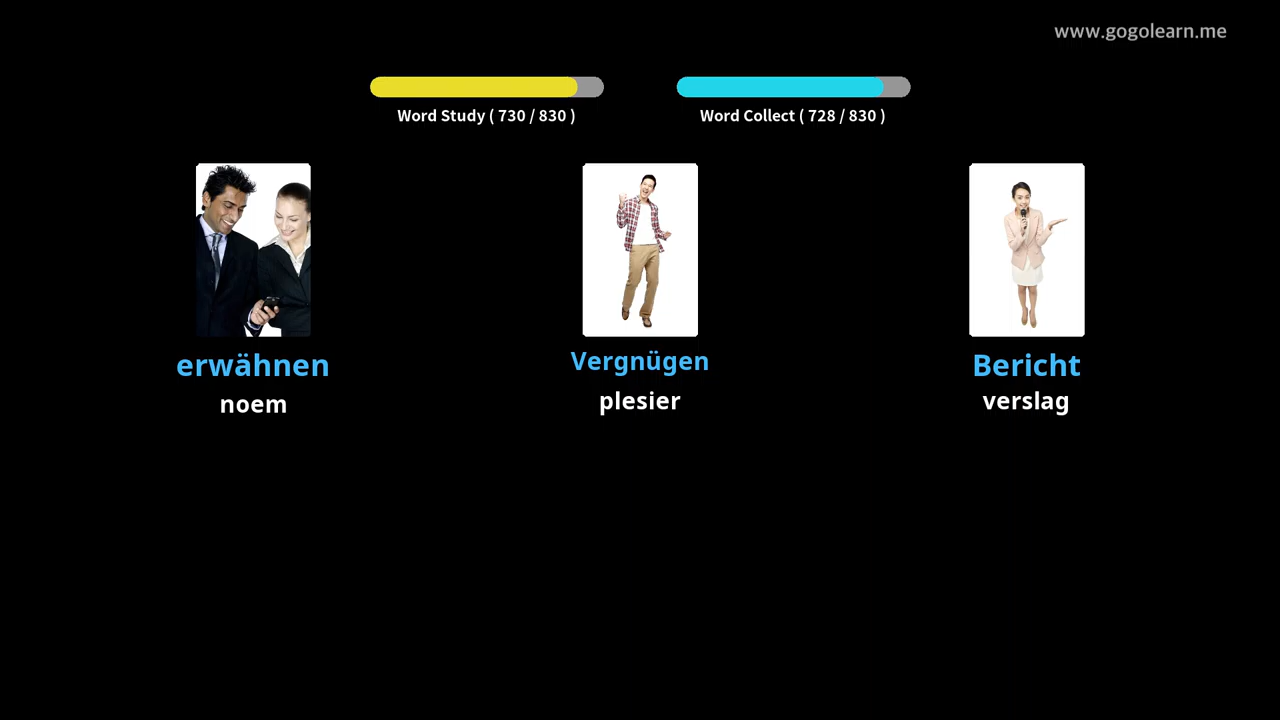 www.gogolearn.me
Word Study ( 730 / 830 )
Word Collect ( 728 / 830 )
erwähnen
noem
Vergnügen
plesier
Bericht
verslag